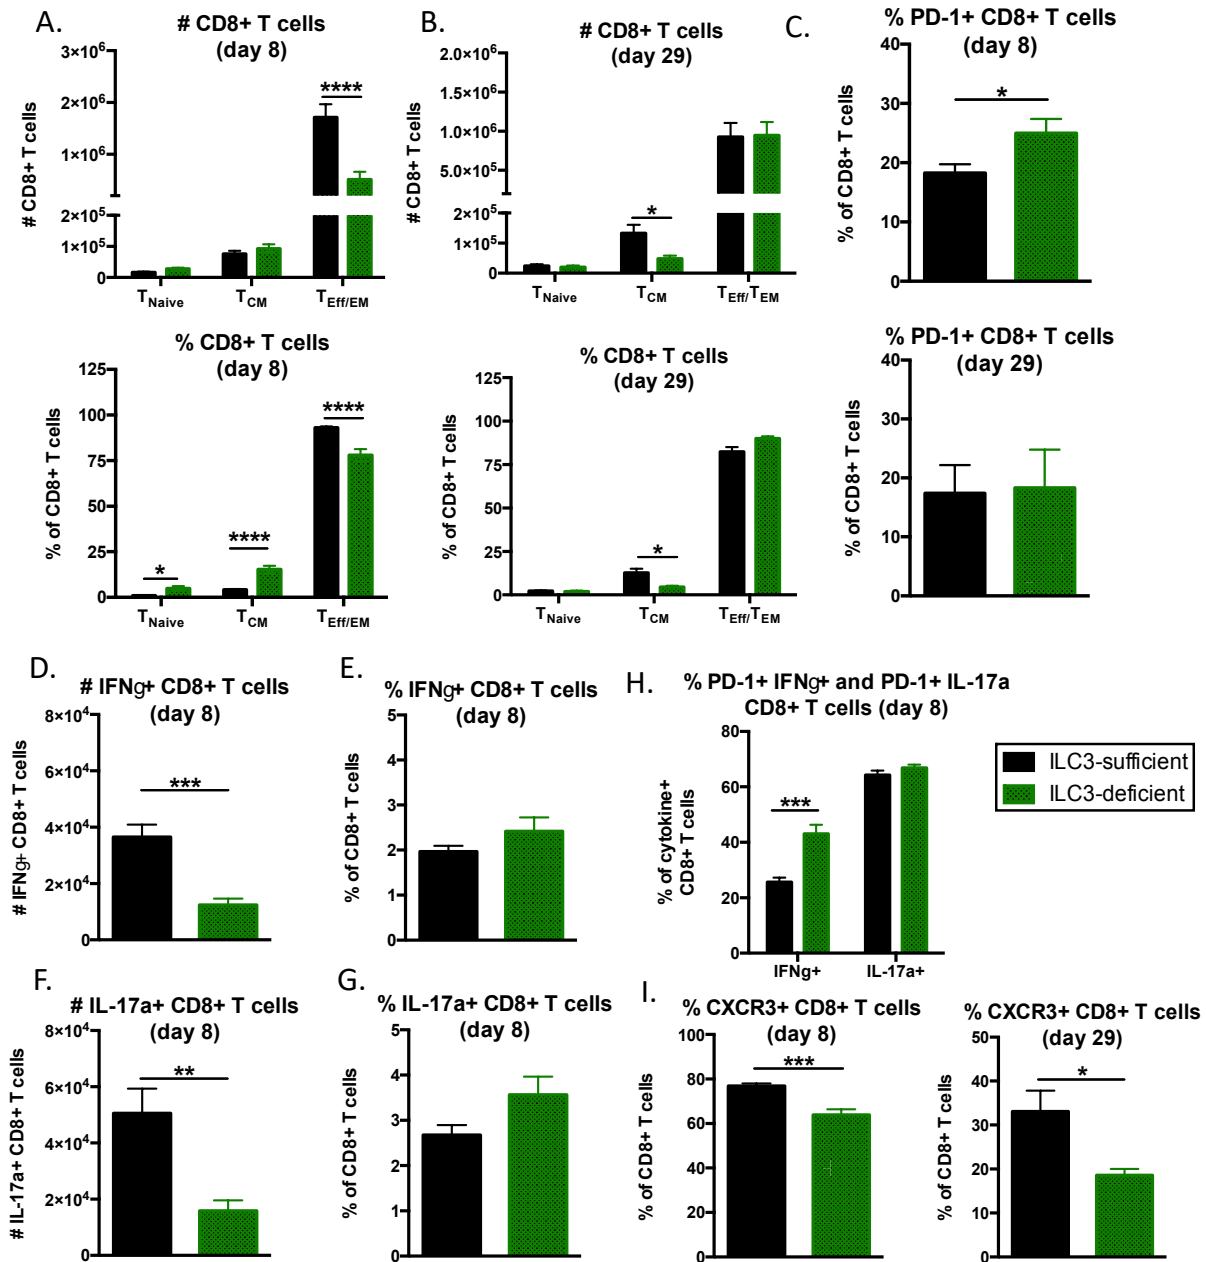 A.
# CD8+ T cells
(day 8)
# CD8+ T cells
3×10⁶
2×10⁶
1×10⁶
2×10⁵
1×10⁵
0
****
T_Naive T_CM T_Eff/EM
% CD8+ T cells
(day 8)
% of CD8+ T cells
125
100
75
50
25
0
*
****
****
T_Naive T_CM T_Eff/EM
B.
# CD8+ T cells
(day 29)
# CD8+ T cells
2.0×10⁶
1.5×10⁶
1.0×10⁶
5.0×10⁵
2×10⁵
1×10⁵
0
*
T_Naive T_CM T_Eff/T_EM
% CD8+ T cells
(day 29)
% of CD8+ T cells
125
100
75
50
25
0
*
T_Naive T_CM T_Eff/T_EM
C.
% PD-1+ CD8+ T cells
(day 8)
% of CD8+ T cells
40
30
20
10
0
*
% PD-1+ CD8+ T cells
(day 29)
% of CD8+ T cells
40
30
20
10
0
D.
# IFNg+ CD8+ T cells
(day 8)
# IFNg+ CD8+ T cells
8×10⁴
6×10⁴
4×10⁴
2×10⁴
0
***
E.
% IFNg+ CD8+ T cells
(day 8)
% of CD8+ T cells
5
4
3
2
1
0
H.
% PD-1+ IFNg+ and PD-1+ IL-17a
CD8+ T cells (day 8)
% of cytokine+
CD8+ T cells
80
60
40
20
0
***
IFNg+ IL-17a+
ILC3-sufficient
ILC3-deficient
F.
# IL-17a+ CD8+ T cells
(day 8)
# IL-17a+ CD8+ T cells
8×10⁴
6×10⁴
4×10⁴
2×10⁴
0
**
G.
% IL-17a+ CD8+ T cells
(day 8)
% of CD8+ T cells
5
4
3
2
1
0
I.
% CXCR3+ CD8+ T cells
(day 8)
% of CD8+ T cells
100
80
60
40
20
0
***
% CXCR3+ CD8+ T cells
(day 29)
% of CD8+ T cells
50
40
30
20
10
0
*